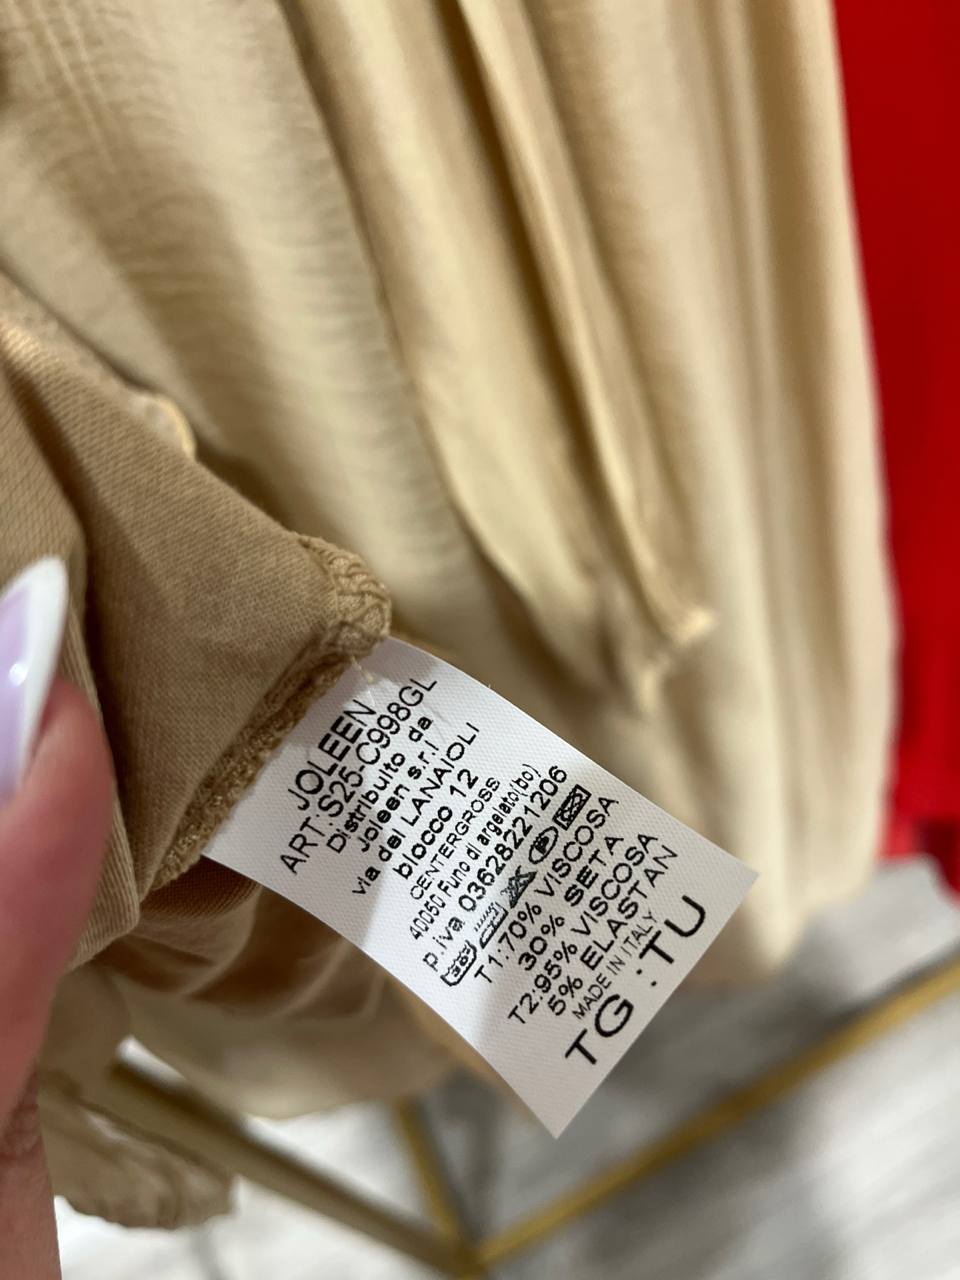 JOLEEN
ART:S25-C998GL
Distribuito da
Joleen s.r.l
via dei LANAIOLI
blocco 12
CENTERGROSS
40050 Funo di argelato(bo)
p.iva 03628221206
T1:70% VISCOSA
30% SETA
T2:95% VISCOSA
5% ELASTAN
MADE IN ITALY
TG :TU